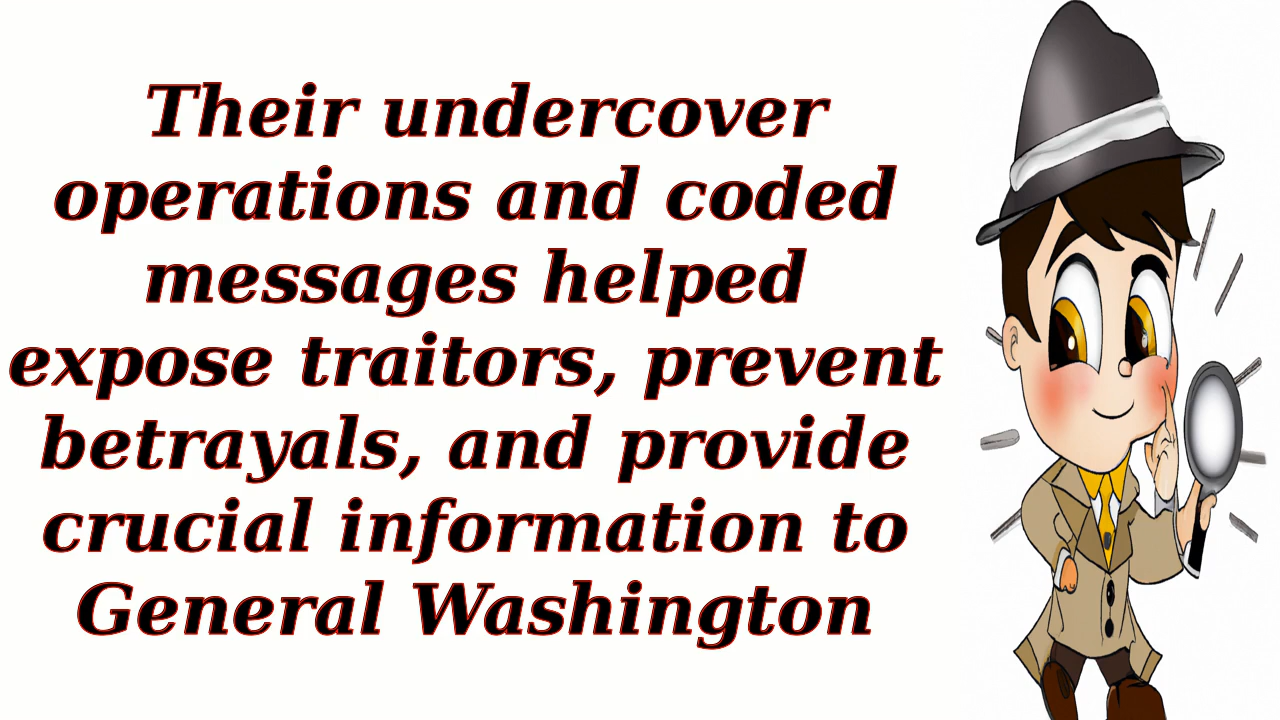 Their undercover
operations and coded
messages helped
expose traitors, prevent
betrayals, and provide
crucial information to
General Washington